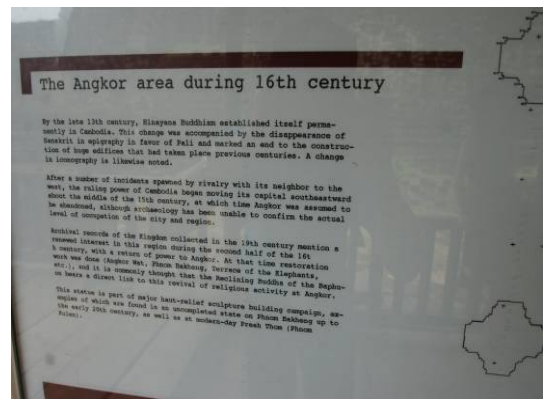 The Angkor area during 16th century
By the late 13th century, Hinayana Buddhism established itself perma-
nently in Cambodia. This change was accompanied by the disappearance of
Sanskrit in epigraphy in favor of Pali and marked an end to the construc-
tion of huge edifices that had taken place previous centuries. A change
in iconography is likewise noted.
After a number of incidents spawned by rivalry with its neighbor to the
west, the ruling power of Cambodia began moving its capital southeastward
about the middle of the 15th century, at which time Angkor was assumed to
be abandoned, although archaeology has been unable to confirm the actual
level of occupation of the city and region.
Archival records of the Kingdom collected in the 19th century mention a
renewed interest in this region during the second half of the 16t
h century, with a return of power to Angkor. At that time restoration
work was done (Angkor Wat, Phnom Bakheng, Terrace of the Elephants,
etc.), and it is commonly thought that the Reclining Buddha of the Baphu-
on bears a direct link to this revival of religious activity at Angkor.
This statue is part of major haut-relief sculpture building campaign, ex-
amples of which are found in an uncompleted state on Phnom Bakheng up to
the early 20th century, as well as at modern-day Preah Thom (Phnom
Kulen).